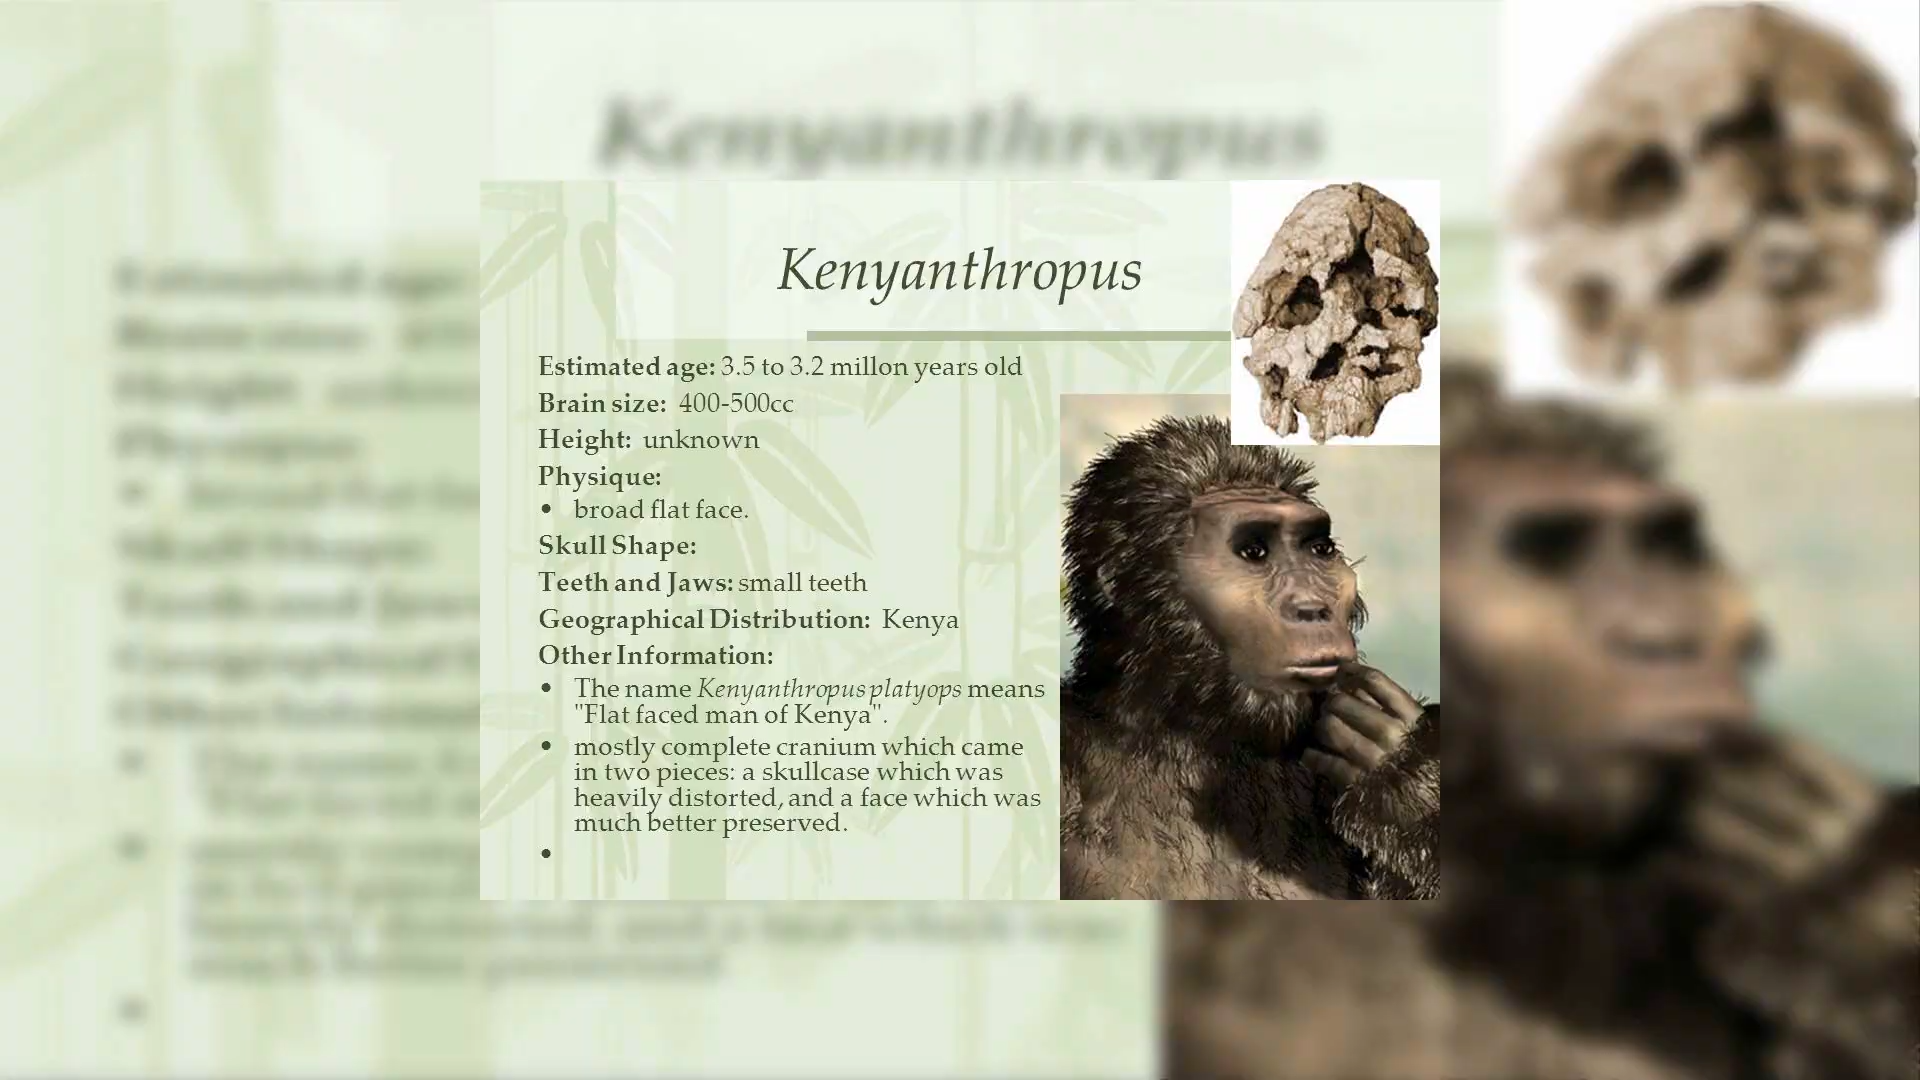 Kenyanthropus
Estimated age: 3.5 to 3.2 millon years old
Brain size: 400-500cc
Height: unknown
Physique:
• broad flat face.
Skull Shape:
Teeth and Jaws: small teeth
Geographical Distribution: Kenya
Other Information:
• The name Kenyanthropus platyops means
"Flat faced man of Kenya".
• mostly complete cranium which came
in two pieces: a skullcase which was
heavily distorted, and a face which was
much better preserved.
•